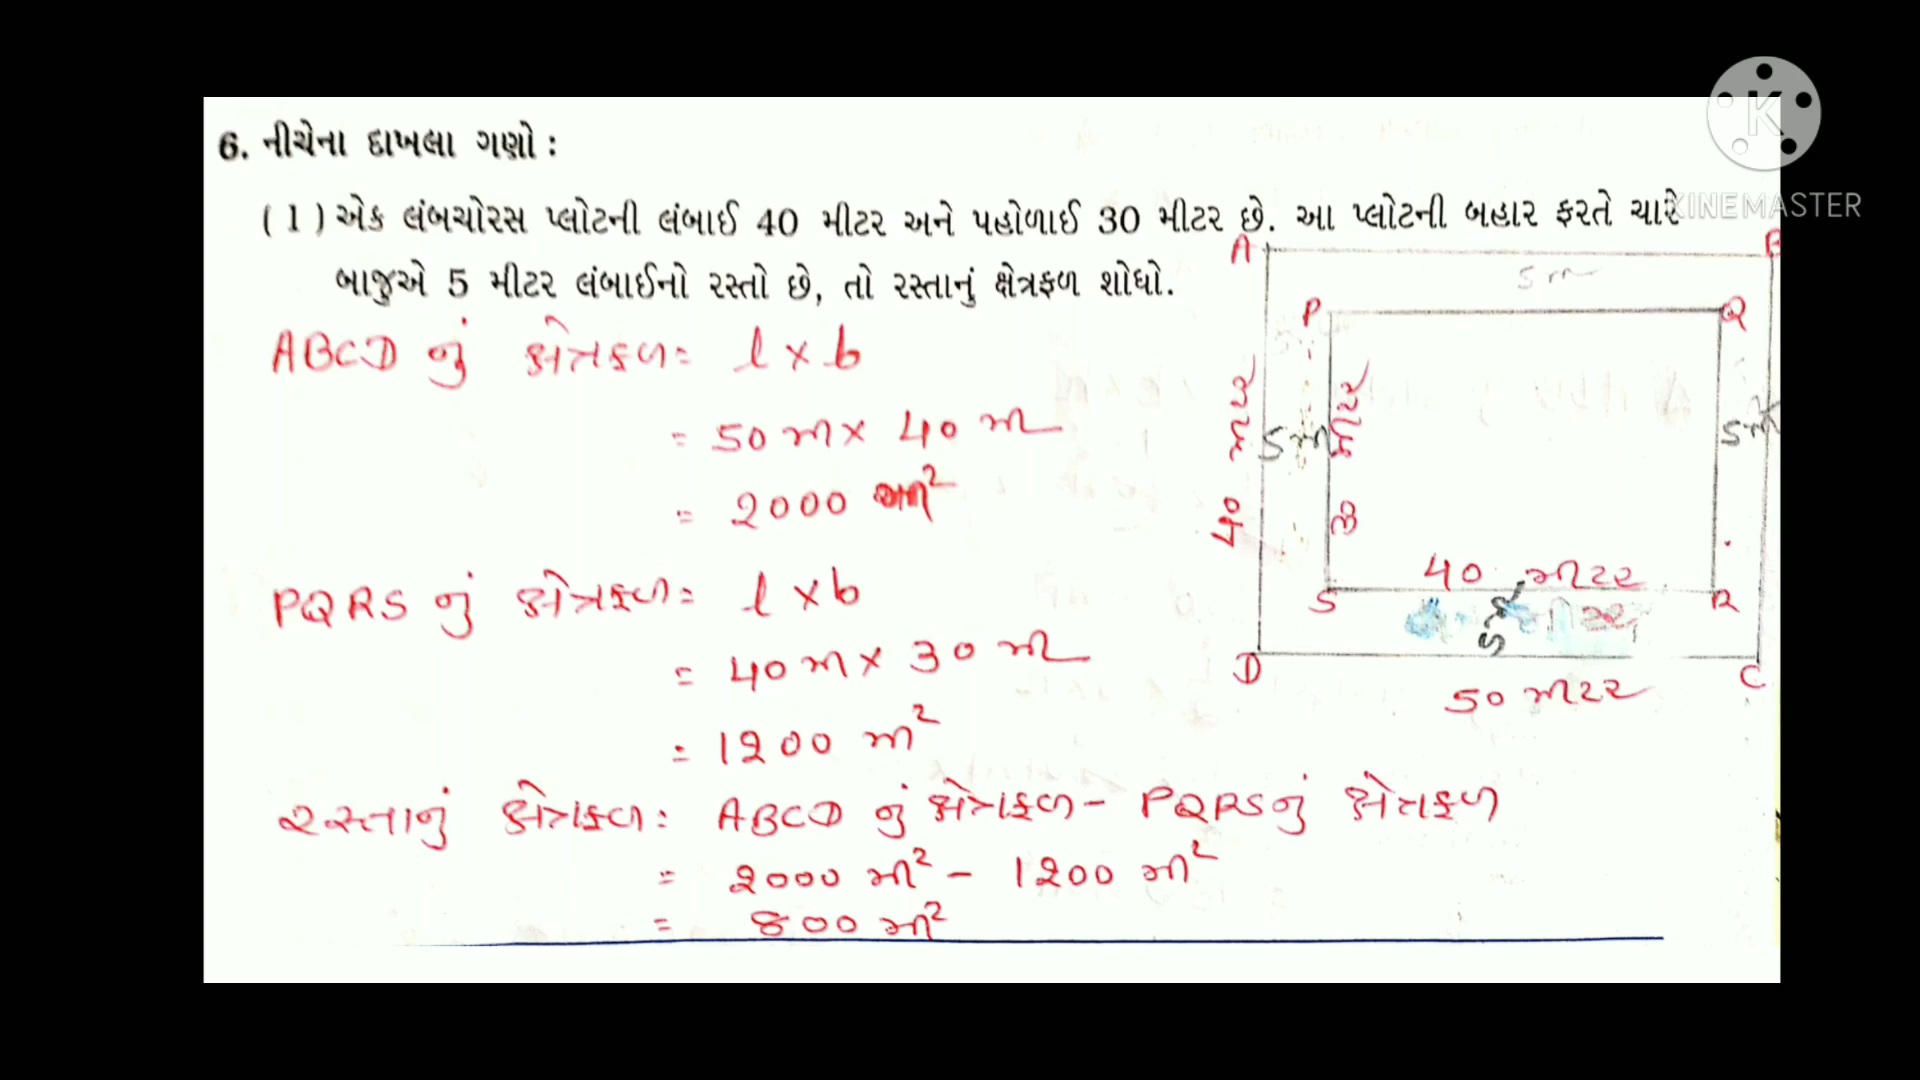 6. નીચેના દાખલા ગણો :
( 1 ) એક લંબચોરસ પ્લોટની લંબાઈ 40 મીટર અને પહોળાઈ 30 મીટર છે. આ પ્લોટની બહાર ફરતે ચારે
બાજુએ 5 મીટર લંબાઈનો રસ્તો છે, તો રસ્તાનું ક્ષેત્રફળ શોધો.
ABCD નું ક્ષેત્રફળ = l × b
= 50 મી × 40 મી
= 2000 મી²
PQRS નું ક્ષેત્રફળ = l × b
= 40 મી × 30 મી
= 1200 મી²
રસ્તાનું ક્ષેત્રફળ = ABCD નું ક્ષેત્રફળ - PQRS નું ક્ષેત્રફળ
= 2000 મી² - 1200 મી²
= 800 મી²
A B
5 મી
P Q
40 મીટર 5 મી 30 મીટર 5 મી
40 મીટર
S R
5 મી
D C
50 મીટર
K
KINEMASTER